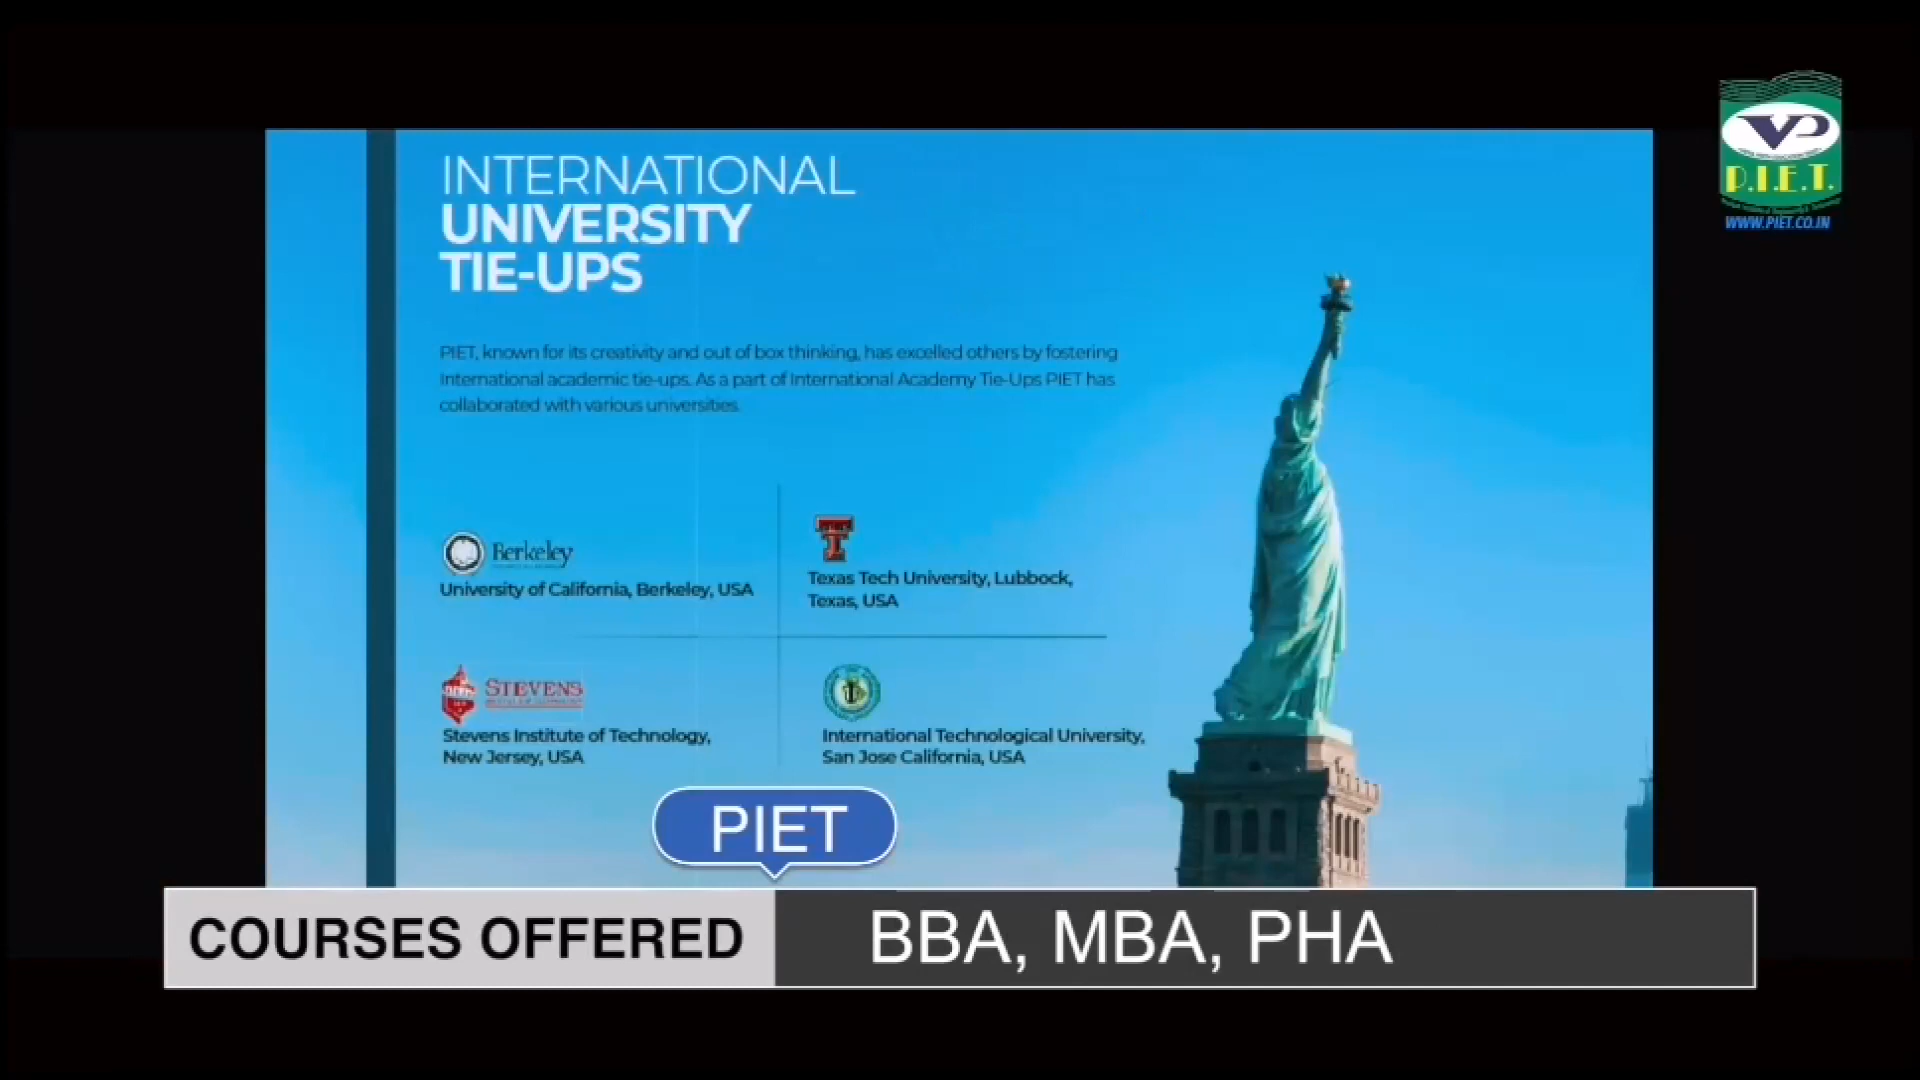 INTERNATIONAL
UNIVERSITY
TIE-UPS
PIET, known for its creativity and out of box thinking, has excelled others by fostering
International academic tie-ups. As a part of International Academy Tie-Ups PIET has
collaborated with various universities.
Berkeley
University of California, Berkeley, USA
Texas Tech University, Lubbock,
Texas, USA
STEVENS
Stevens Institute of Technology,
New Jersey, USA
International Technological University,
San Jose California, USA
PIET
COURSES OFFERED
BBA, MBA, PHA
VP
P.I.E.T.
WWW.PIET.CO.IN